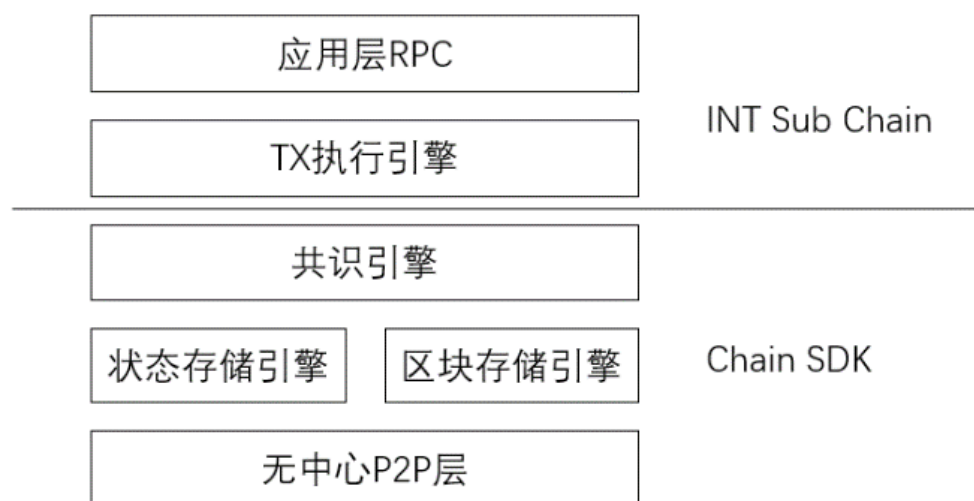 应用层RPC
INT Sub Chain
TX执行引擎
共识引擎
状态存储引擎 区块存储引擎
Chain SDK
无中心P2P层